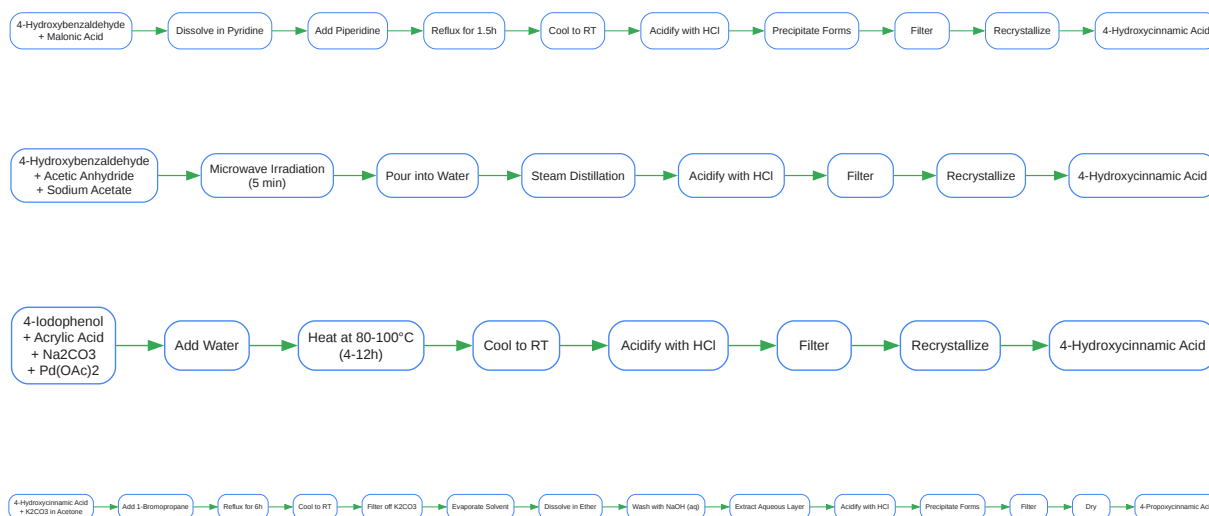 4-Hydroxybenzaldehyde
+ Malonic Acid
Dissolve in Pyridine
Add Piperidine
Reflux for 1.5h
Cool to RT
Acidify with HCl
Precipitate Forms
Filter
Recrystallize
4-Hydroxycinnamic Acid
4-Hydroxybenzaldehyde
+ Acetic Anhydride
+ Sodium Acetate
Microwave Irradiation
(5 min)
Pour into Water
Steam Distillation
Acidify with HCl
Filter
Recrystallize
4-Hydroxycinnamic Acid
4-Iodophenol
+ Acrylic Acid
+ Na2CO3
+ Pd(OAc)2
Add Water
Heat at 80-100°C
(4-12h)
Cool to RT
Acidify with HCl
Filter
Recrystallize
4-Hydroxycinnamic Acid
4-Hydroxycinnamic Acid
+ K2CO3 in Acetone
Add 1-Bromopropane
Reflux for 6h
Cool to RT
Filter off K2CO3
Evaporate Solvent
Dissolve in Ether
Wash with NaOH (aq)
Extract Aqueous Layer
Acidify with HCl
Precipitate Forms
Filter
Dry
4-Propoxycinnamic Acid